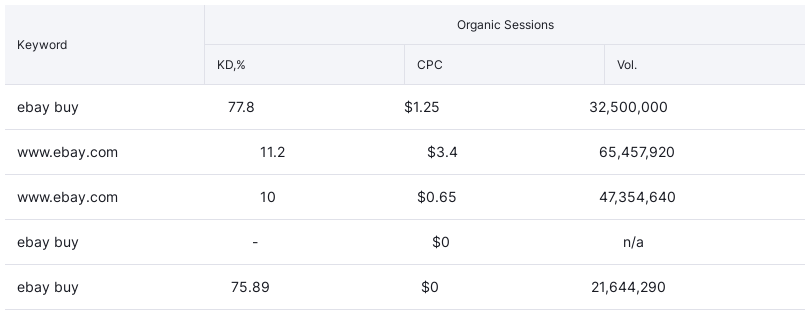 Organic Sessions
Keyword
KD,% CPC Vol.
ebay buy 77.8 $1.25 32,500,000
www.ebay.com 11.2 $3.4 65,457,920
www.ebay.com 10 $0.65 47,354,640
ebay buy - $0 n/a
ebay buy 75.89 $0 21,644,290